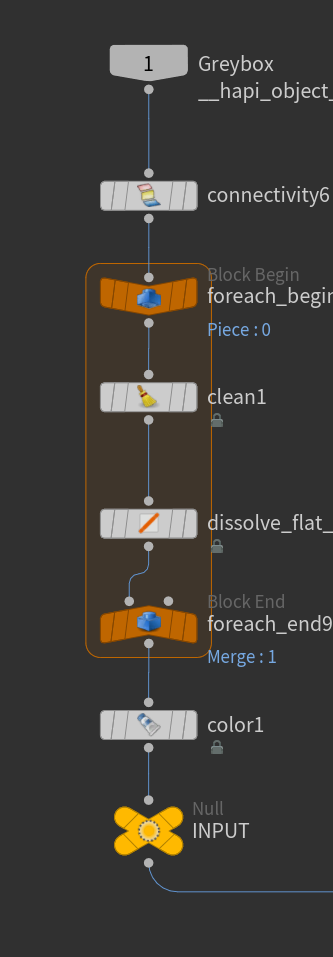 1
Greybox
__hapi_object_
connectivity6
Block Begin
foreach_begin
Piece : 0
clean1
dissolve_flat_
Block End
foreach_end9
Merge : 1
color1
Null
INPUT